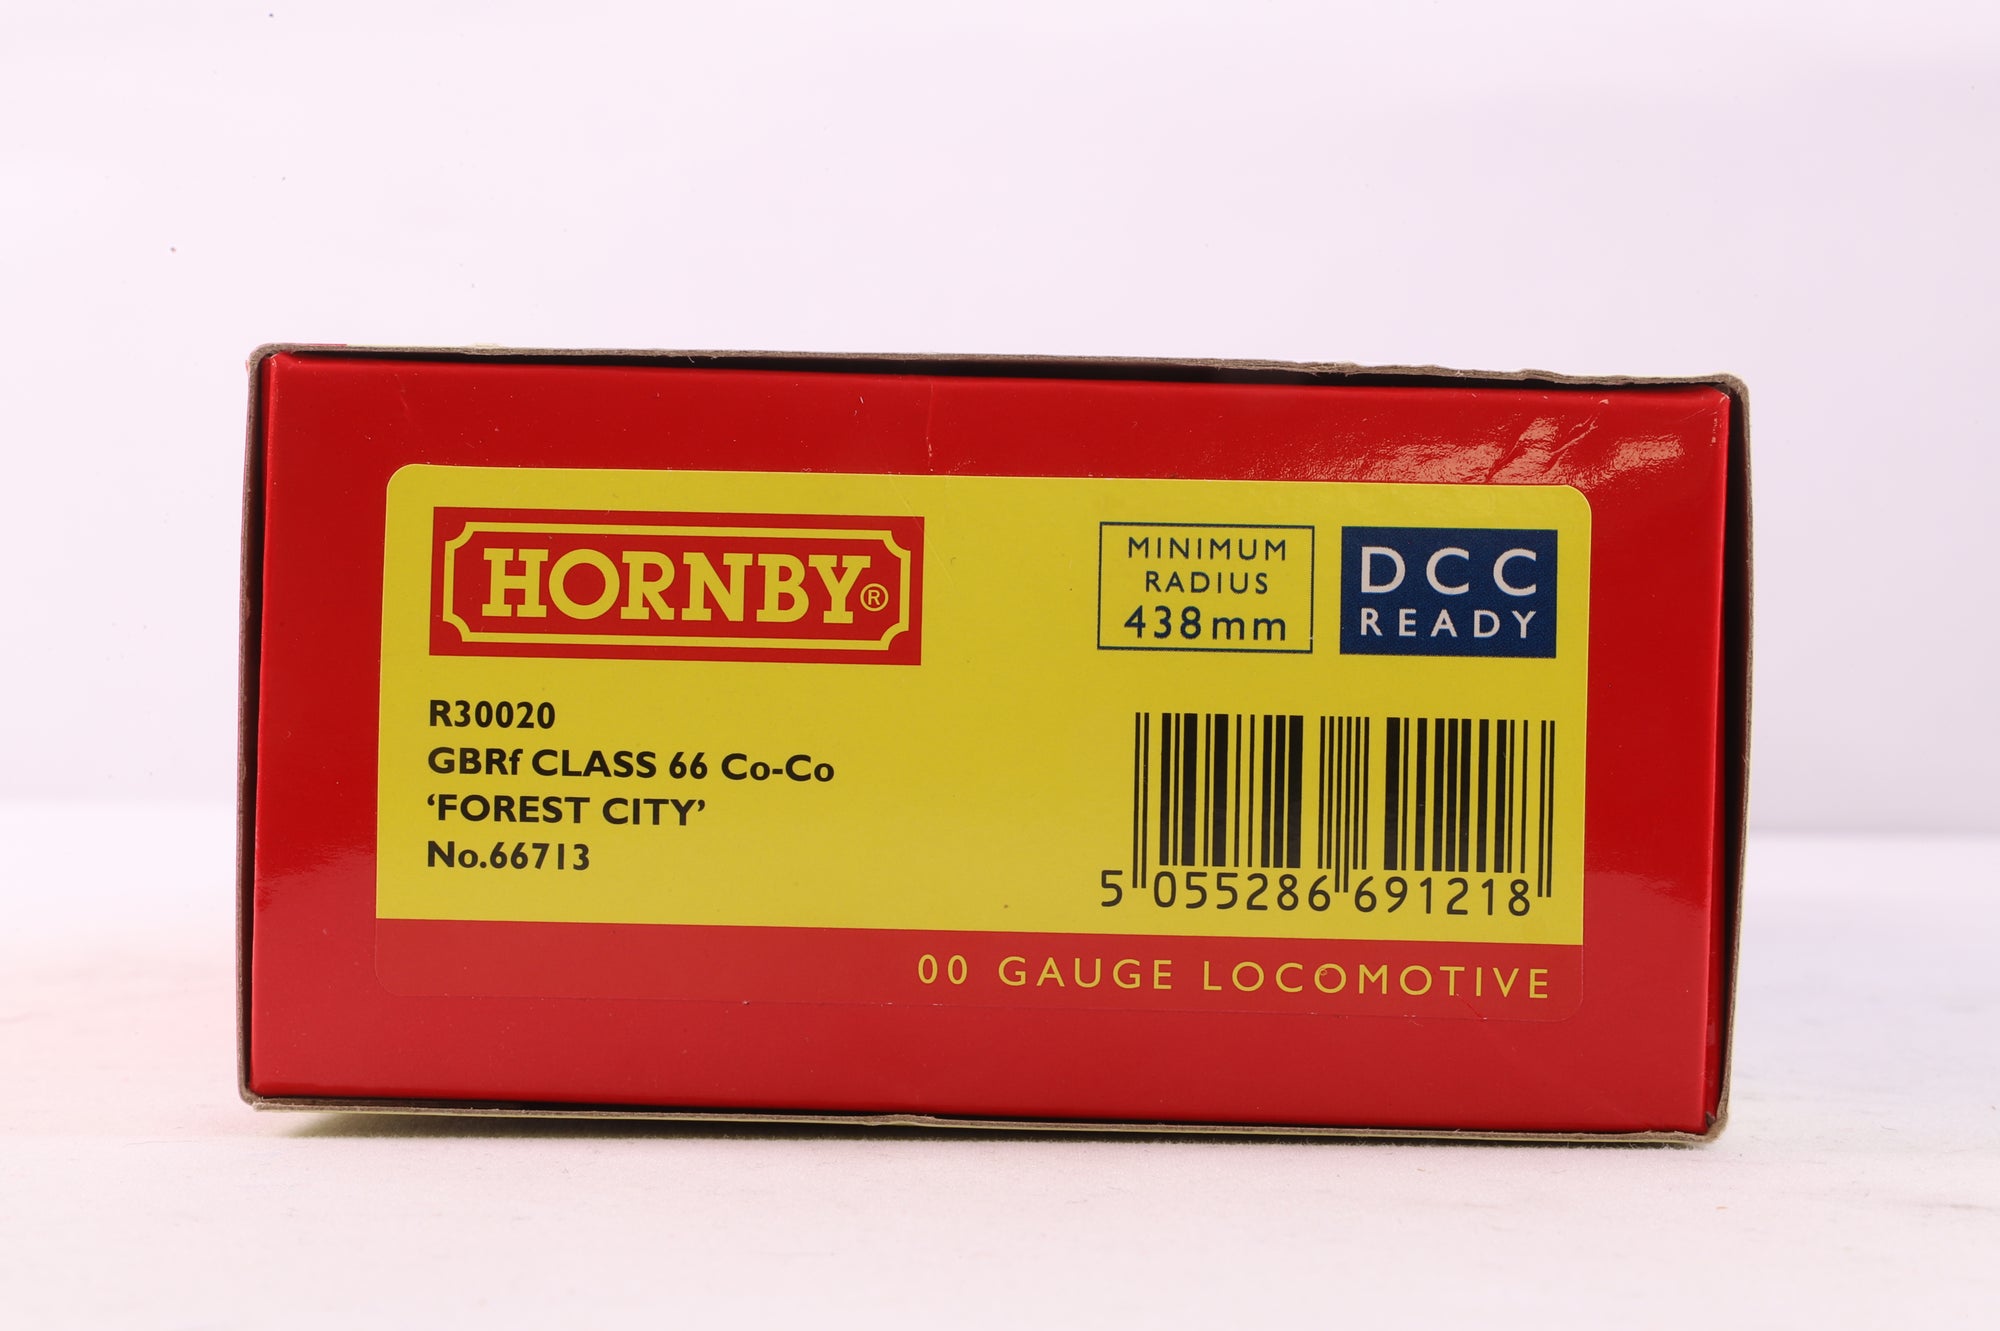 HORNBY®
MINIMUM
RADIUS
438mm
DCC
READY
R30020
GBRf CLASS 66 Co-Co
‘FOREST CITY’
No.66713
5 055286 691218
00 GAUGE LOCOMOTIVE